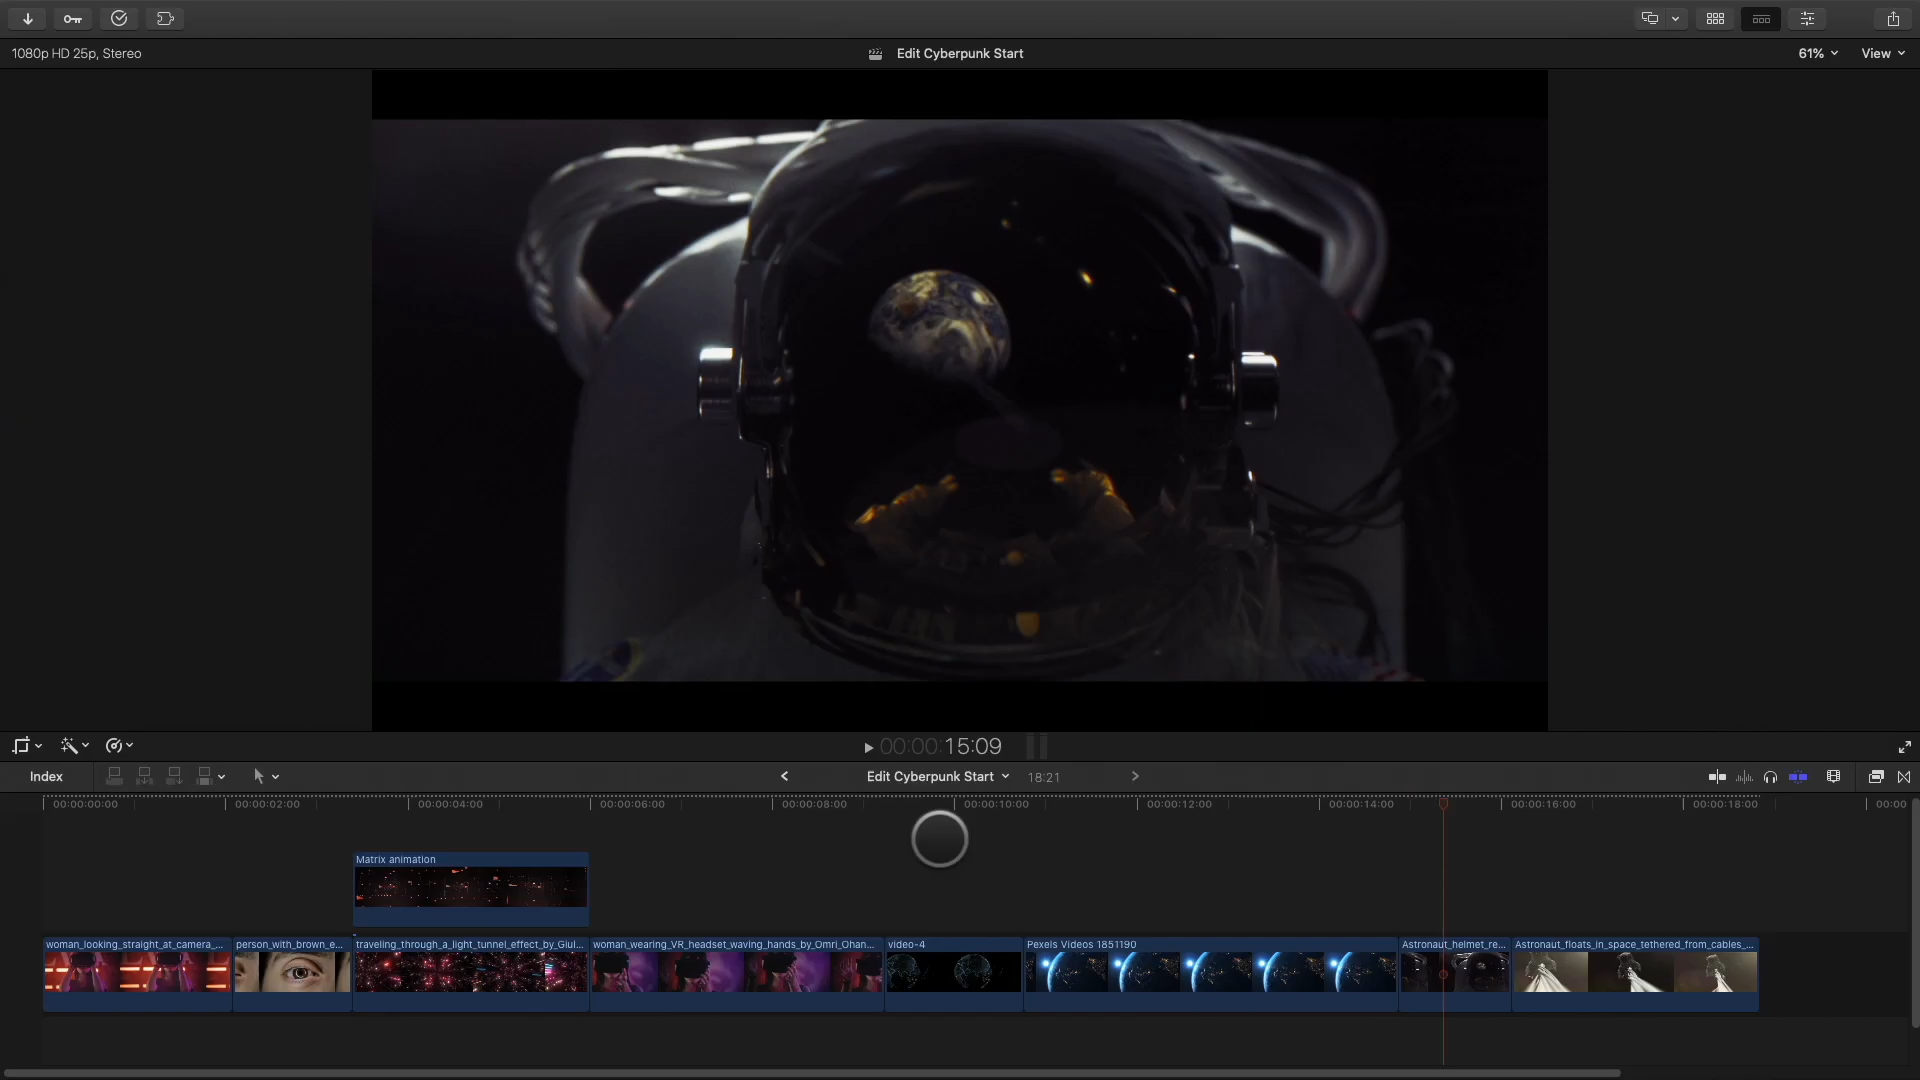 1080p HD 25p, Stereo
Edit Cyberpunk Start
61%
View
00:00:00:15:09
Index
Edit Cyberpunk Start
18:21
00:00:00:00
00:00:02:00
00:00:04:00
00:00:06:00
00:00:08:00
00:00:10:00
00:00:12:00
00:00:14:00
00:00:16:00
00:00:18:00
00:00
Matrix animation
woman_looking_straight_at_camera_...
person_with_brown_e...
traveling_through_a_light_tunnel_effect_by_Giul...
woman_wearing_VR_headset_waving_hands_by_Omri_Ohan...
video-4
Pexels Videos 1851190
Astronaut_helmet_re...
Astronaut_floats_in_space_tethered_from_cables_...